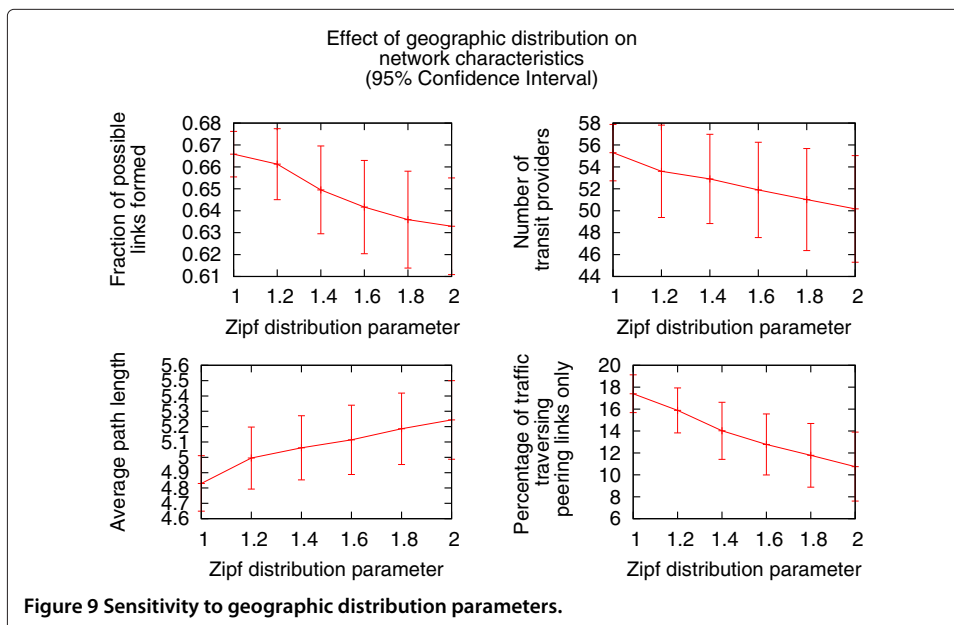 Effect of geographic distribution on
network characteristics
(95% Confidence Interval)
Fraction of possible
links formed
0.68
0.67
0.66
0.65
0.64
0.63
0.62
0.61
1 1.2 1.4 1.6 1.8 2
Zipf distribution parameter
Number of
transit providers
58
56
54
52
50
48
46
44
1 1.2 1.4 1.6 1.8 2
Zipf distribution parameter
Average path length
5.6
5.5
5.4
5.3
5.2
5.1
5
4.9
4.8
4.7
4.6
1 1.2 1.4 1.6 1.8 2
Zipf distribution parameter
Percentage of traffic
traversing
peering links only
20
18
16
14
12
10
8
6
1 1.2 1.4 1.6 1.8 2
Zipf distribution parameter
Figure 9 Sensitivity to geographic distribution parameters.